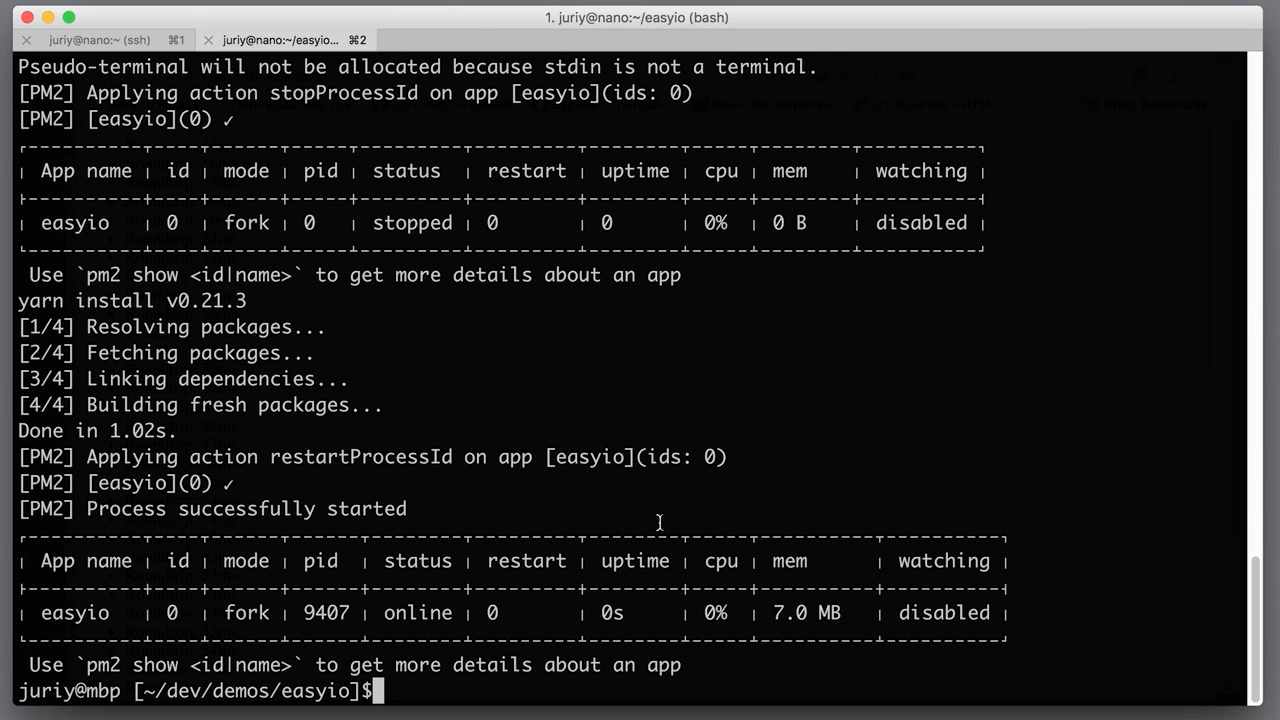 1. juriy@nano:~/easyio (bash)
juriy@nano:~ (ssh) ⌘1 juriy@nano:~/easyio... ⌘2
Pseudo-terminal will not be allocated because stdin is not a terminal.
[PM2] Applying action stopProcessId on app [easyio](ids: 0)
[PM2] [easyio](0) ✓
App name | id | mode | pid | status | restart | uptime | cpu | mem | watching
easyio | 0 | fork | 0 | stopped | 0 | 0 | 0% | 0 B | disabled
Use `pm2 show <id|name>` to get more details about an app
yarn install v0.21.3
[1/4] Resolving packages...
[2/4] Fetching packages...
[3/4] Linking dependencies...
[4/4] Building fresh packages...
Done in 1.02s.
[PM2] Applying action restartProcessId on app [easyio](ids: 0)
[PM2] [easyio](0) ✓
[PM2] Process successfully started
App name | id | mode | pid | status | restart | uptime | cpu | mem | watching
easyio | 0 | fork | 9407 | online | 0 | 0s | 0% | 7.0 MB | disabled
Use `pm2 show <id|name>` to get more details about an app
juriy@mbp [~/dev/demos/easyio]$